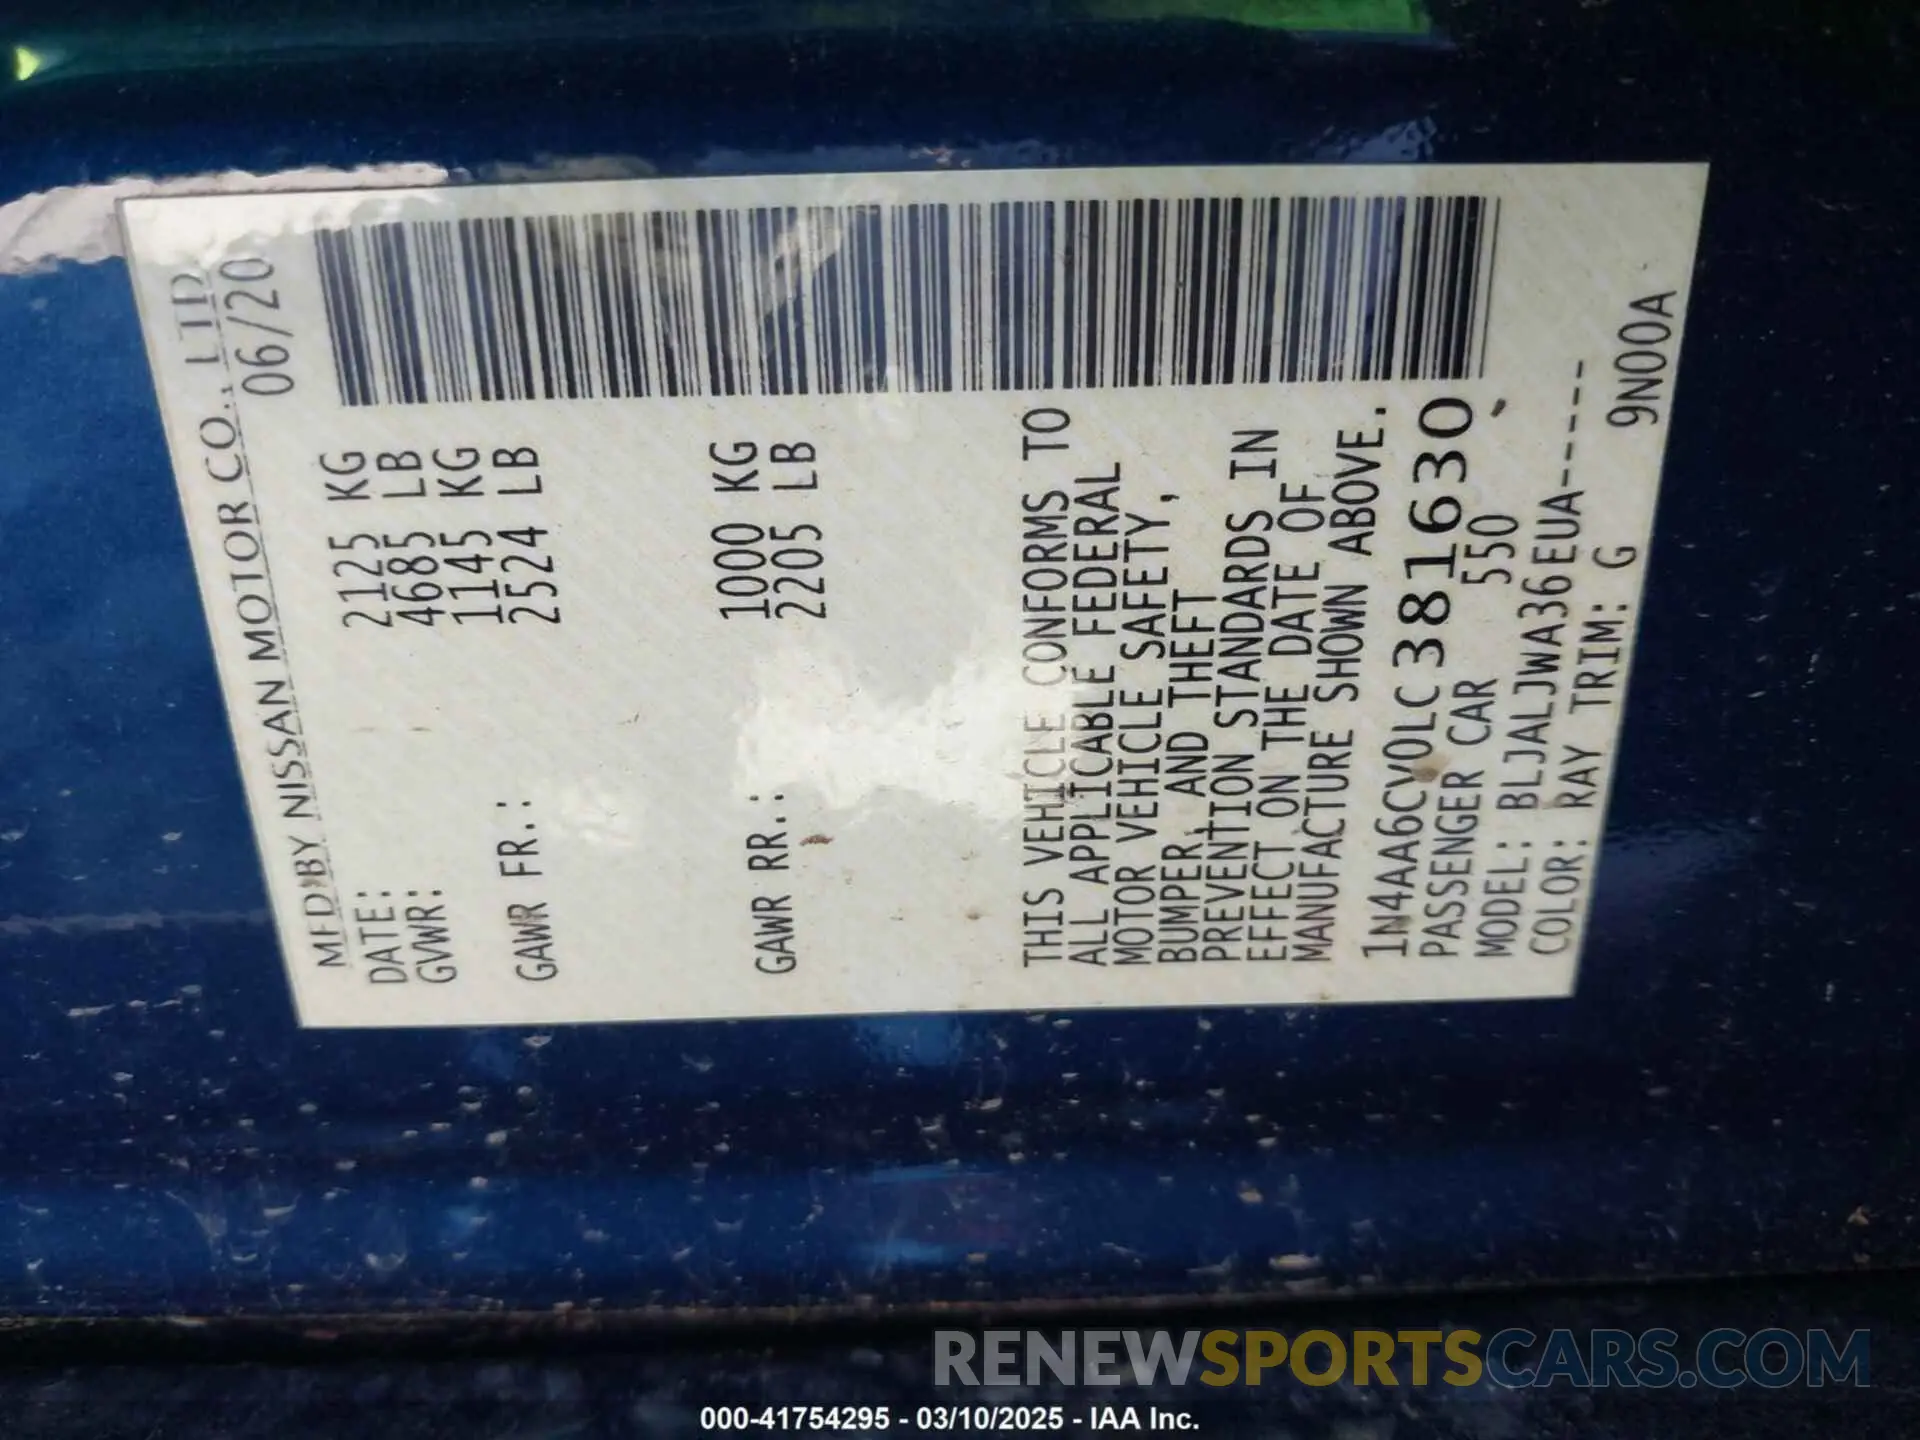 MFD BY NISSAN MOTOR CO., LTD.
DATE: 06/20
GVWR: 2125 KG
4685 LB
GAWR FR.: 1145 KG
2524 LB
GAWR RR.: 1000 KG
2205 LB
THIS VEHICLE CONFORMS TO
ALL APPLICABLE FEDERAL
MOTOR VEHICLE SAFETY,
BUMPER, AND THEFT
PREVENTION STANDARDS IN
EFFECT ON THE DATE OF
MANUFACTURE SHOWN ABOVE.
1N4AA6CV0LC381630
PASSENGER CAR 550
MODEL: BLJALJWA36EUA-----
COLOR: RAY TRIM: G 9N00A
RENEWSPORTSCARS.COM
000-41754295 - 03/10/2025 - IAA Inc.